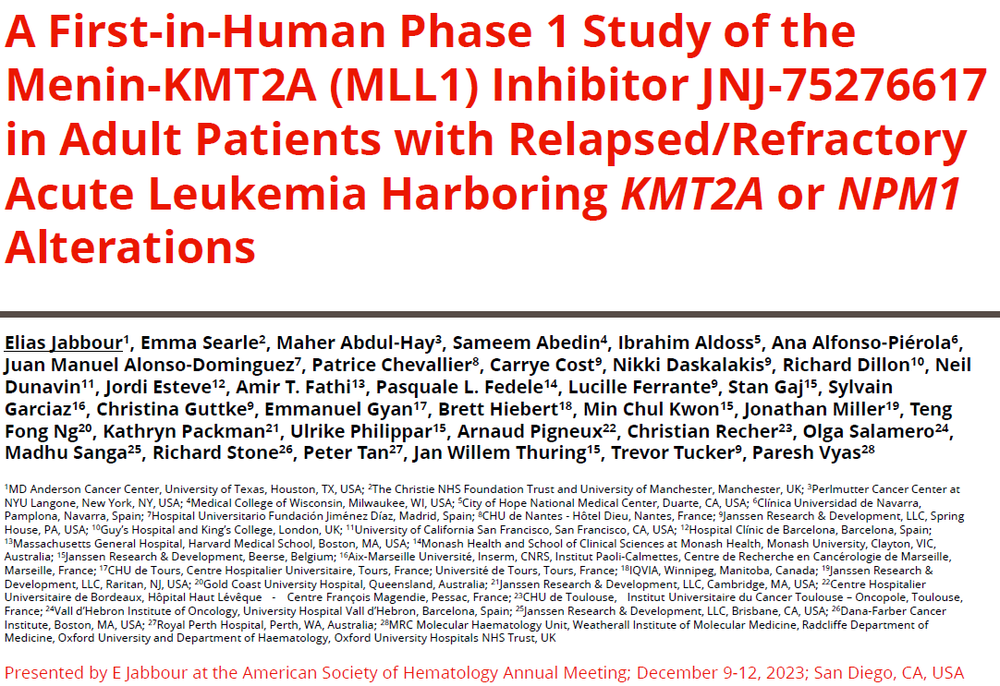 A First-in-Human Phase 1 Study of the
Menin-KMT2A (MLL1) Inhibitor JNJ-75276617
in Adult Patients with Relapsed/Refractory
Acute Leukemia Harboring KMT2A or NPM1
Alterations
Elias Jabbour¹, Emma Searle², Maher Abdul-Hay³, Sameem Abedin⁴, Ibrahim Aldoss⁵, Ana Alfonso-Piérola⁶,
Juan Manuel Alonso-Dominguez⁷, Patrice Chevallier⁸, Carrye Cost⁹, Nikki Daskalakis⁹, Richard Dillon¹⁰, Neil
Dunavin¹¹, Jordi Esteve¹², Amir T. Fathi¹³, Pasquale L. Fedele¹⁴, Lucille Ferrante⁹, Stan Gaj¹⁵, Sylvain
Garciaz¹⁶, Christina Guttke⁹, Emmanuel Gyan¹⁷, Brett Hiebert¹⁸, Min Chul Kwon¹⁵, Jonathan Miller¹⁹, Teng
Fong Ng²⁰, Kathryn Packman²¹, Ulrike Philippar¹⁵, Arnaud Pigneux²², Christian Recher²³, Olga Salamero²⁴,
Madhu Sanga²⁵, Richard Stone²⁶, Peter Tan²⁷, Jan Willem Thuring¹⁵, Trevor Tucker⁹, Paresh Vyas²⁸
¹MD Anderson Cancer Center, University of Texas, Houston, TX, USA; ²The Christie NHS Foundation Trust and University of Manchester, Manchester, UK; ³Perlmutter Cancer Center at
NYU Langone, New York, NY, USA; ⁴Medical College of Wisconsin, Milwaukee, WI, USA; ⁵City of Hope National Medical Center, Duarte, CA, USA; ⁶Clínica Universidad de Navarra,
Pamplona, Navarra, Spain; ⁷Hospital Universitario Fundación Jiménez Díaz, Madrid, Spain; ⁸CHU de Nantes - Hôtel Dieu, Nantes, France; ⁹Janssen Research & Development, LLC, Spring
House, PA, USA; ¹⁰Guy's Hospital and King's College, London, UK; ¹¹University of California San Francisco, San Francisco, CA, USA; ¹²Hospital Clínic de Barcelona, Barcelona, Spain;
¹³Massachusetts General Hospital, Harvard Medical School, Boston, MA, USA; ¹⁴Monash Health and School of Clinical Sciences at Monash Health, Monash University, Clayton, VIC,
Australia; ¹⁵Janssen Research & Development, Beerse, Belgium; ¹⁶Aix-Marseille Université, Inserm, CNRS, Institut Paoli-Calmettes, Centre de Recherche en Cancérologie de Marseille,
Marseille, France; ¹⁷CHU de Tours, Centre Hospitalier Universitaire, Tours, France; Université de Tours, Tours, France; ¹⁸IQVIA, Winnipeg, Manitoba, Canada; ¹⁹Janssen Research &
Development, LLC, Raritan, NJ, USA; ²⁰Gold Coast University Hospital, Queensland, Australia; ²¹Janssen Research & Development, LLC, Cambridge, MA, USA; ²²Centre Hospitalier
Universitaire de Bordeaux, Hôpital Haut Lévêque - Centre François Magendie, Pessac, France; ²³CHU de Toulouse, Institut Universitaire du Cancer Toulouse – Oncopole, Toulouse,
France; ²⁴Vall d'Hebron Institute of Oncology, University Hospital Vall d'Hebron, Barcelona, Spain; ²⁵Janssen Research & Development, LLC, Brisbane, CA, USA; ²⁶Dana-Farber Cancer
Institute, Boston, MA, USA; ²⁷Royal Perth Hospital, Perth, WA, Australia; ²⁸MRC Molecular Haematology Unit, Weatherall Institute of Molecular Medicine, Radcliffe Department of
Medicine, Oxford University and Department of Haematology, Oxford University Hospitals NHS Trust, UK
Presented by E Jabbour at the American Society of Hematology Annual Meeting; December 9-12, 2023; San Diego, CA, USA